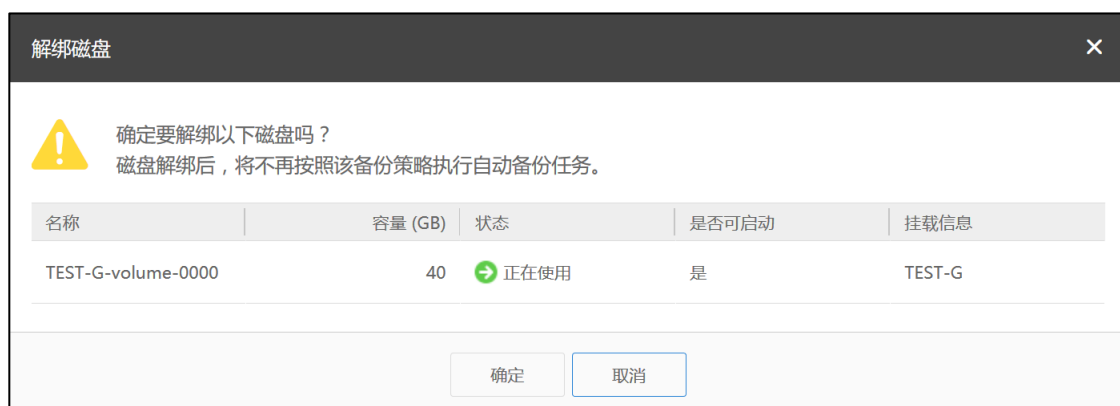 解绑磁盘
确定要解绑以下磁盘吗？
磁盘解绑后，将不再按照该备份策略执行自动备份任务。
名称 容量 (GB) 状态 是否可启动 挂载信息
TEST-G-volume-0000 40 正在使用 是 TEST-G
确定 取消